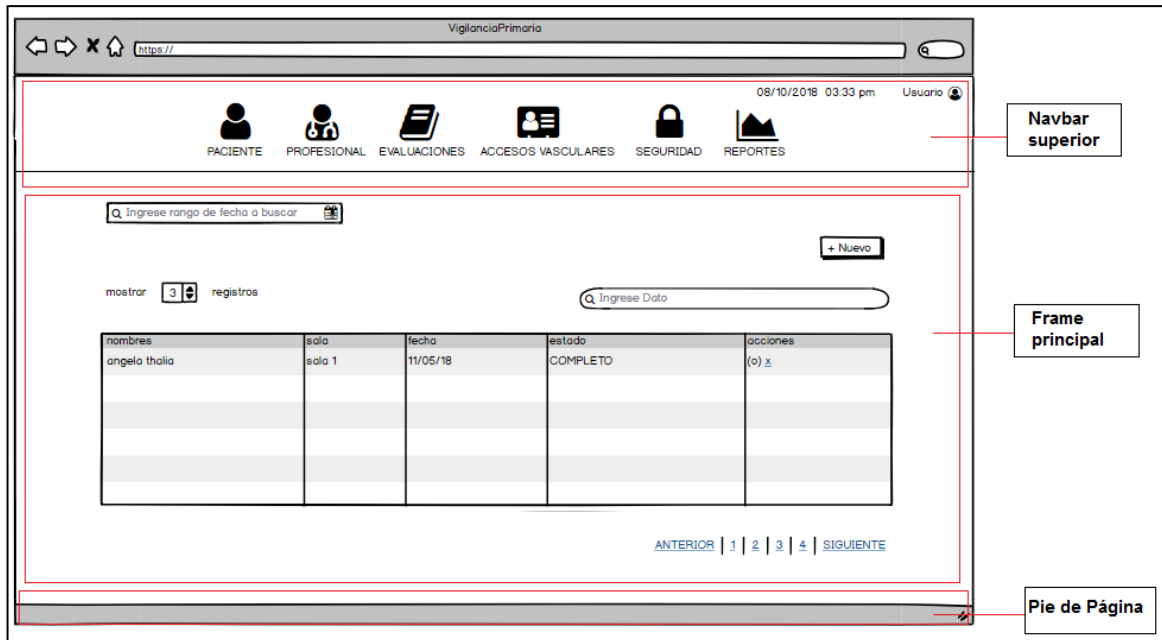 VigilanciaPrimaria
https://
08/10/2018 03:33 pm Usuario
PACIENTE PROFESIONAL EVALUACIONES ACCESOS VASCULARES SEGURIDAD REPORTES
Navbar
superior
Ingrese rango de fecha a buscar
+ Nuevo
mostrar 3 registros
Ingrese Dato
Frame
principal
nombres sala fecha estado acciones
angela thalia sala 1 11/05/18 COMPLETO (o) x
ANTERIOR | 1 | 2 | 3 | 4 | SIGUIENTE
Pie de Página